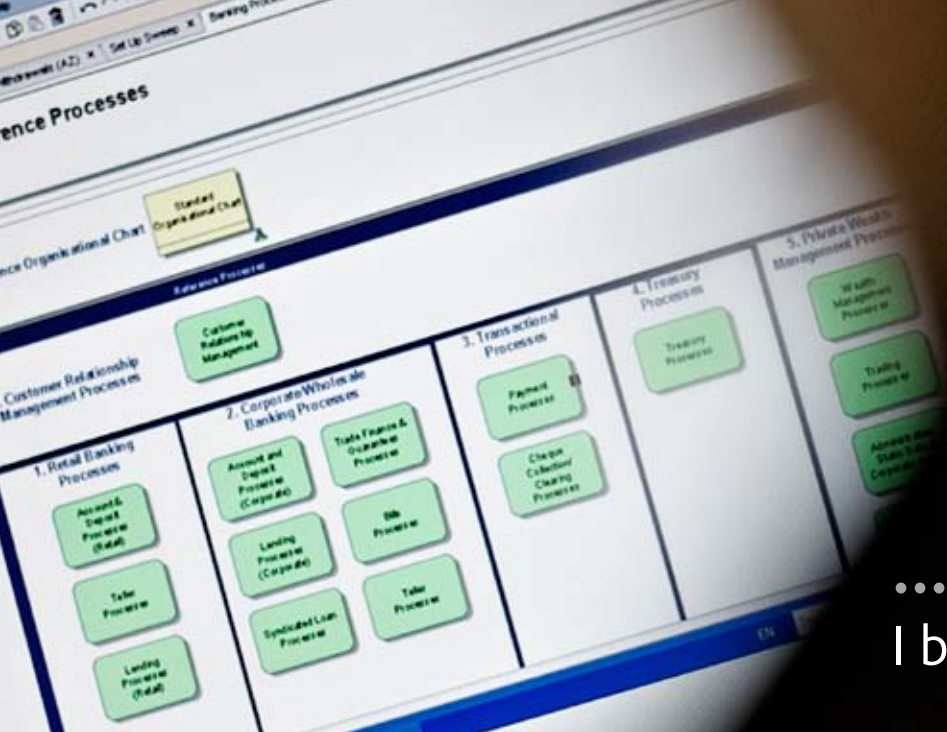 Set Up Sweep ×
ence Processes
Standard
Organisational Chart
nce Organisational Chart
Reference Processes
Customer
Relationship
Management
Customer Relationship
Management Processes
1. Retail Banking
Processes
Account &
Deposit
Processes
(Retail)
Teller
Processes
Lending
Processes
(Retail)
2. Corporate/Wholesale
Banking Processes
Account and
Deposit
Processes
(Corporate)
Trade Finance &
Guarantee
Processes
Lending
Processes
(Corporate)
Bills
Processes
Syndicated Loan
Processes
Teller
Processes
3. Transactional
Processes
Payment
Processes
Cheque
Collection/
Clearing
Processes
4. Treasury
Processes
Treasury
Processes
5. Private Wealth
Management Proces
Wealth
Management
Processes
Trading
Processes
EN
I b